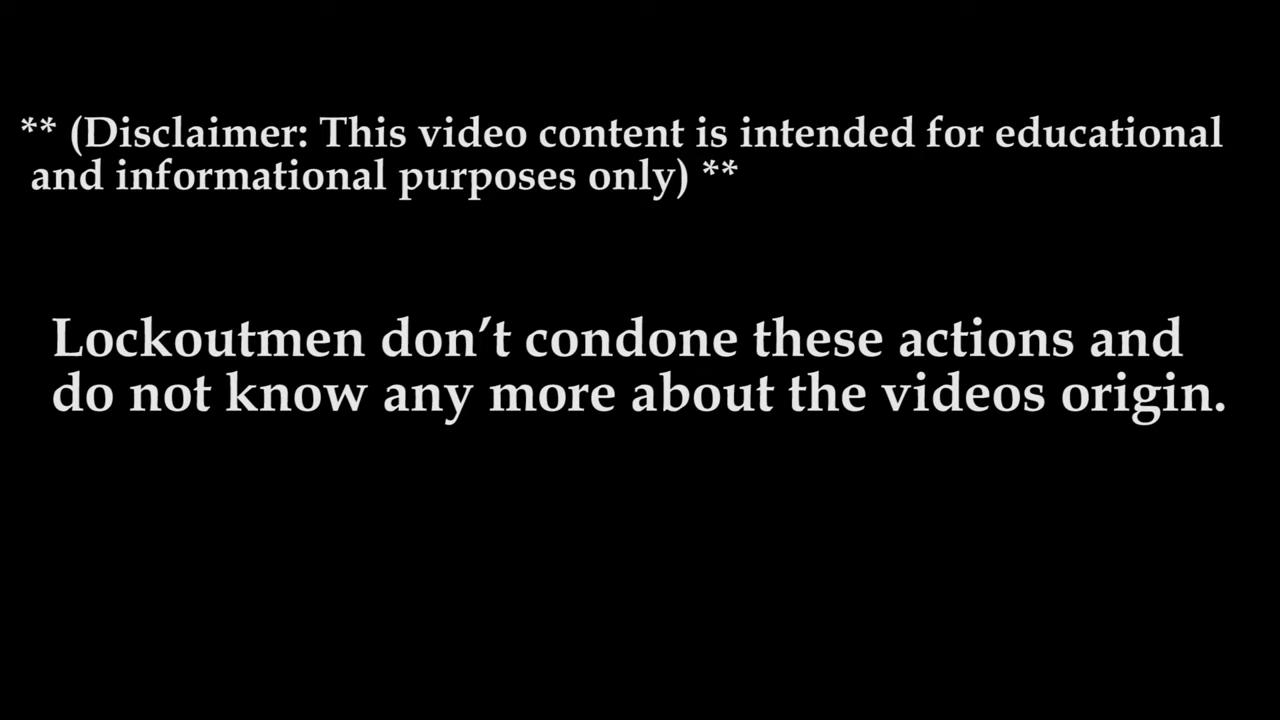 ** (Disclaimer: This video content is intended for educational
and informational purposes only) **
Lockoutmen don’t condone these actions and
do not know any more about the videos origin.